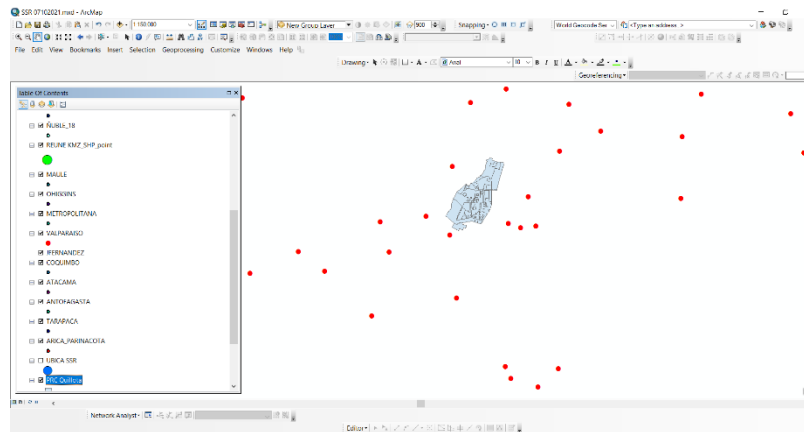 SSR 07102021.mxd - ArcMap
1:150.000
New Group Layer
500
Snapping
World Geocode Ser
<Type an address...>
File Edit View Bookmarks Insert Selection Geoprocessing Customize Windows Help
Drawing
Arial
10
B I U A
Georeferencing
Table Of Contents
ÑUBLE_18
REUNE KMZ_SHP_point
MAULE
OHIGGINS
METROPOLITANA
VALPARAISO
FERNANDEZ
COQUIMBO
ATACAMA
ANTOFAGASTA
TARAPACA
ARICA_PARINACOTA
UBICA SSR
PRC Quillota
Network Analyst
Editor